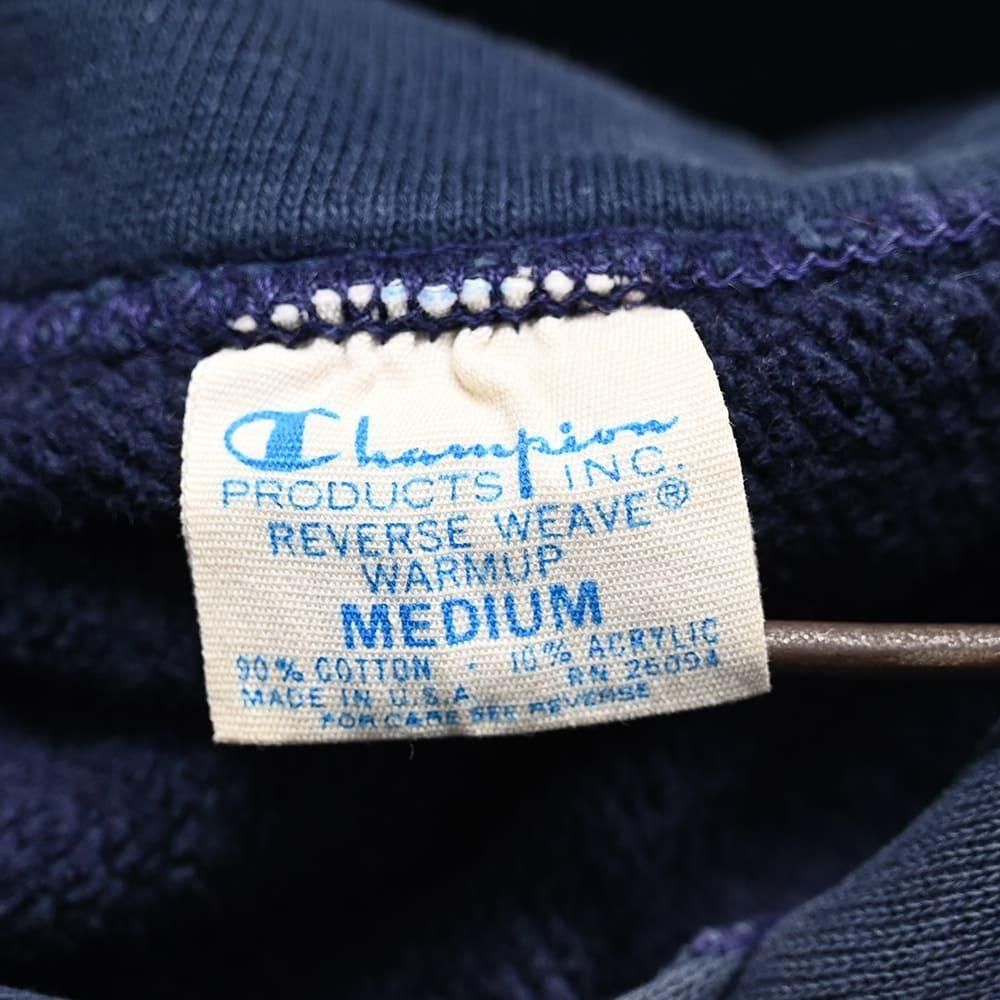 Champion
PRODUCTS INC.
REVERSE WEAVE®
WARMUP
MEDIUM
90% COTTON - 10% ACRYLIC
MADE IN U.S.A. RN 26094
FOR CARE SEE REVERSE